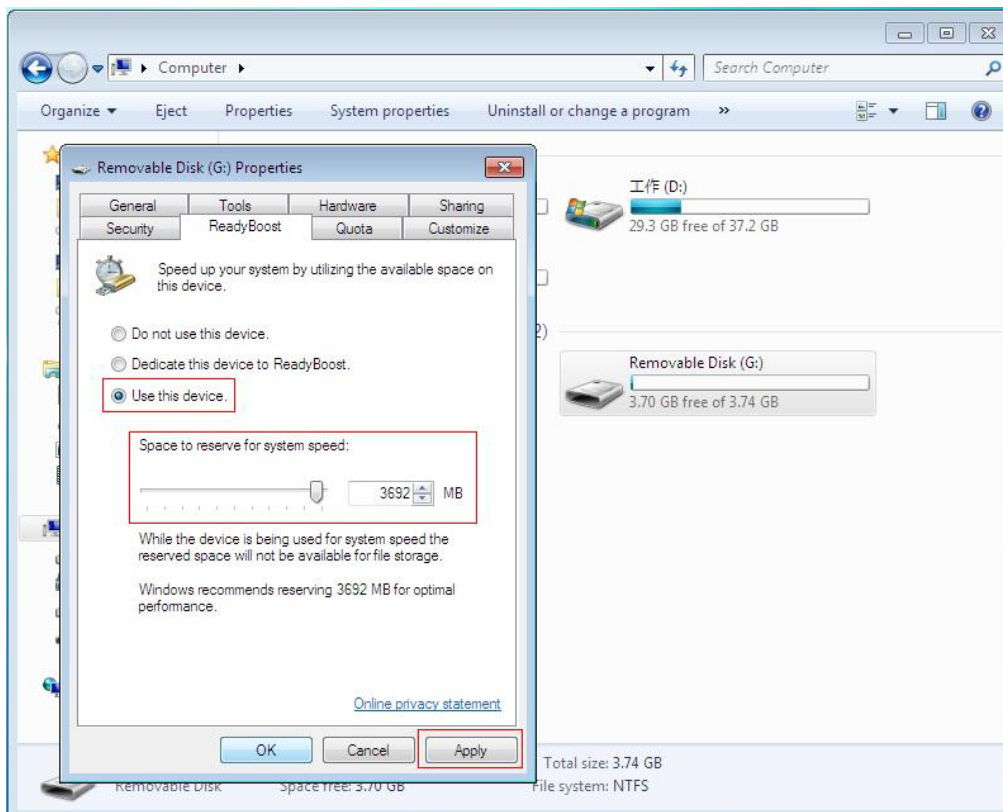 Computer
Search Computer
Organize
Eject
Properties
System properties
Uninstall or change a program
»
Removable Disk (G:) Properties
General
Tools
Hardware
Sharing
Security
ReadyBoost
Quota
Customize
Speed up your system by utilizing the available space on
this device.
Do not use this device.
Dedicate this device to ReadyBoost.
Use this device.
Space to reserve for system speed:
3692 MB
While the device is being used for system speed the
reserved space will not be available for file storage.
Windows recommends reserving 3692 MB for optimal
performance.
Online privacy statement
OK
Cancel
Apply
工作 (D:)
29.3 GB free of 37.2 GB
2)
Removable Disk (G:)
3.70 GB free of 3.74 GB
Total size: 3.74 GB
Removable Disk
Space free: 3.70 GB
File system: NTFS